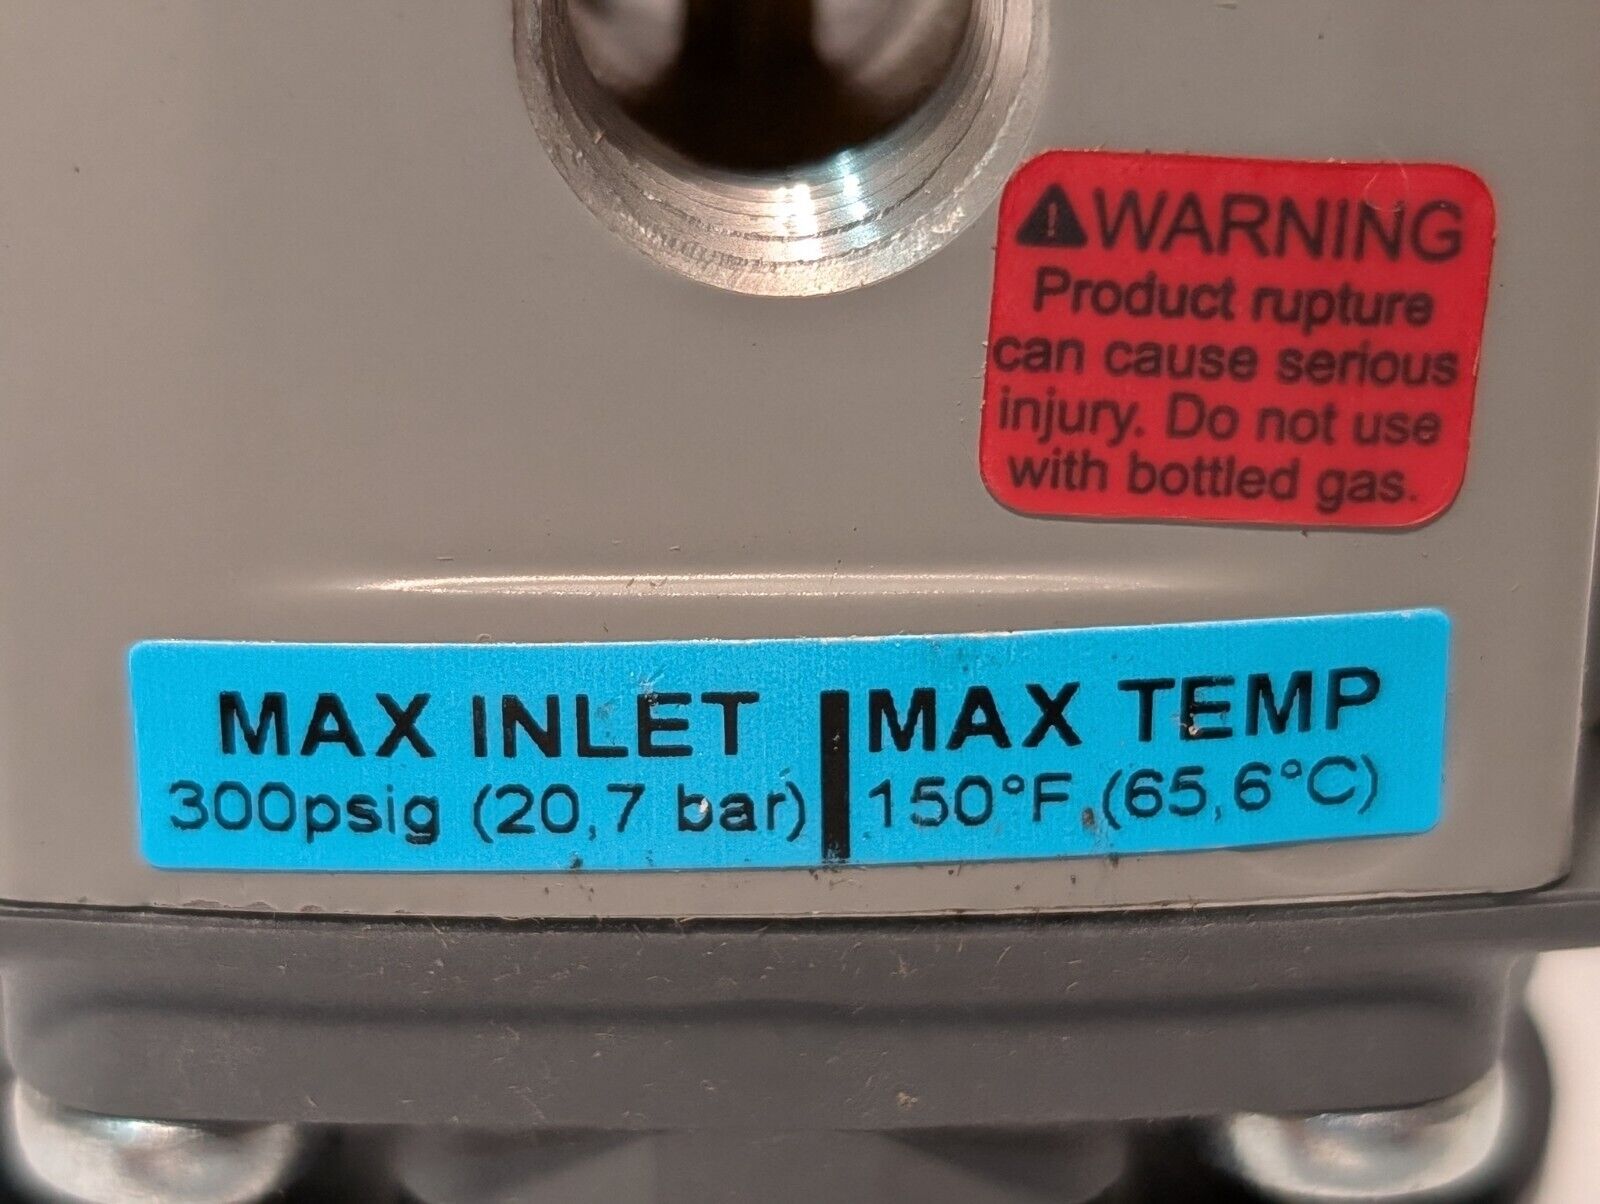 ⚠WARNING
Product rupture
can cause serious
injury. Do not use
with bottled gas.
MAX INLET
300psig (20,7 bar)
MAX TEMP
150°F (65,6°C)